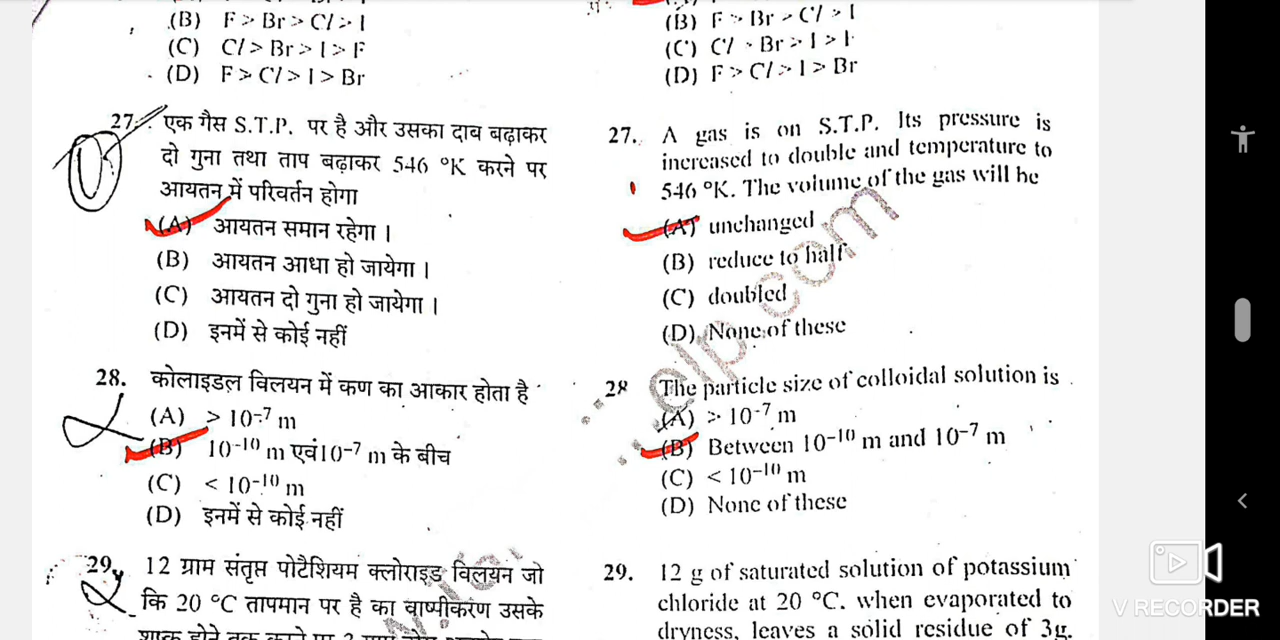 (B) F > Br > Cl > I
(C) Cl > Br > I > F
(D) F > Cl > I > Br
27. एक गैस S.T.P. पर है और उसका दाब बढ़ाकर
दो गुना तथा ताप बढ़ाकर 546 °K करने पर
आयतन में परिवर्तन होगा
(A) आयतन समान रहेगा ।
(B) आयतन आधा हो जायेगा ।
(C) आयतन दो गुना हो जायेगा ।
(D) इनमें से कोई नहीं
28. कोलाइडल विलयन में कण का आकार होता है
(A) > 10⁻⁷ m
(B) 10⁻¹⁰ m एवं 10⁻⁷ m के बीच
(C) < 10⁻¹⁰ m
(D) इनमें से कोई नहीं
29. 12 ग्राम संतृप्त पोटैशियम क्लोराइड विलयन जो
कि 20 °C तापमान पर है का वाष्पीकरण उसके
(B) F > Br > Cl > I
(C) Cl > Br > I > F
(D) F > Cl > I > Br
27. A gas is on S.T.P. Its pressure is
increased to double and temperature to
546 °K. The volume of the gas will be
(A) unchanged
(B) reduce to half
(C) doubled
(D) None of these
28 The particle size of colloidal solution is
(A) > 10⁻⁷ m
(B) Between 10⁻¹⁰ m and 10⁻⁷ m
(C) < 10⁻¹⁰ m
(D) None of these
29. 12 g of saturated solution of potassium
chloride at 20 °C. when evaporated to
dryness, leaves a solid residue of 3g.
V RECORDER